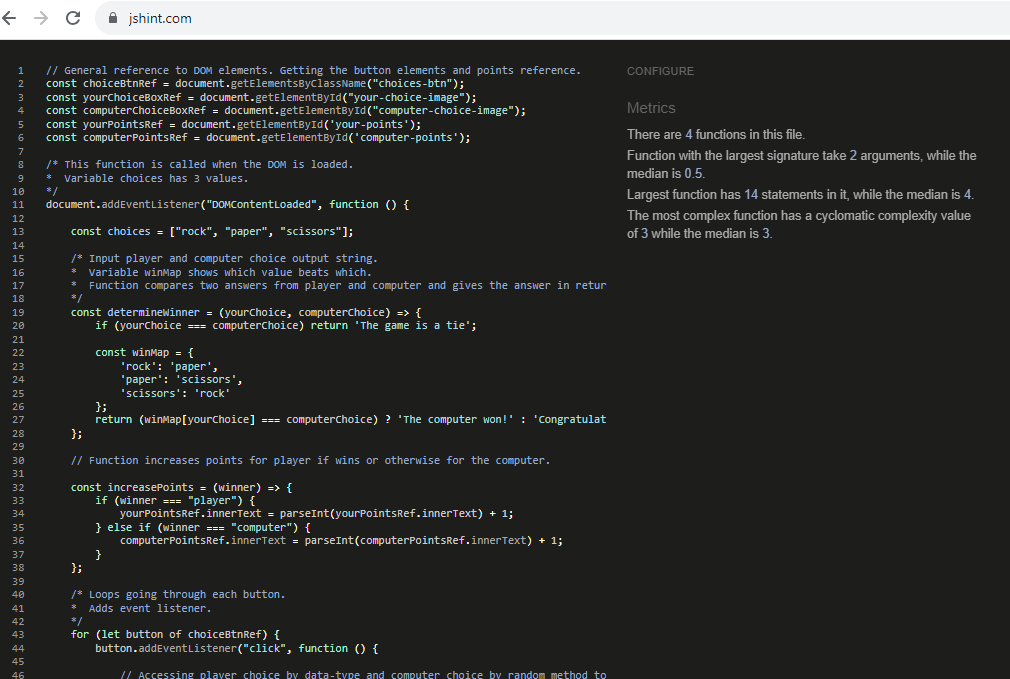 jshint.com
1 // General reference to DOM elements. Getting the button elements and points reference.
2 const choiceBtnRef = document.getElementsByClassName("choices-btn");
3 const yourChoiceBoxRef = document.getElementById("your-choice-image");
4 const computerChoiceBoxRef = document.getElementById("computer-choice-image");
5 const yourPointsRef = document.getElementById('your-points');
6 const computerPointsRef = document.getElementById('computer-points');
7
8 /* This function is called when the DOM is loaded.
9 *  Variable choices has 3 values.
10 */
11 document.addEventListener("DOMContentLoaded", function () {
12
13     const choices = ["rock", "paper", "scissors"];
14
15     /* Input player and computer choice output string.
16     *  Variable winMap shows which value beats which.
17     *  Function compares two answers from player and computer and gives the answer in retur
18     */
19     const determineWinner = (yourChoice, computerChoice) => {
20         if (yourChoice === computerChoice) return 'The game is a tie';
21
22         const winMap = {
23             'rock': 'paper',
24             'paper': 'scissors',
25             'scissors': 'rock'
26         };
27         return (winMap[yourChoice] === computerChoice) ? 'The computer won!' : 'Congratulat
28     };
29
30     // Function increases points for player if wins or otherwise for the computer.
31
32     const increasePoints = (winner) => {
33         if (winner === "player") {
34             yourPointsRef.innerText = parseInt(yourPointsRef.innerText) + 1;
35         } else if (winner === "computer") {
36             computerPointsRef.innerText = parseInt(computerPointsRef.innerText) + 1;
37         }
38     };
39
40     /* Loops going through each button.
41     *  Adds event listener.
42     */
43     for (let button of choiceBtnRef) {
44         button.addEventListener("click", function () {
45
46             // Accessing player choice by data-type and computer choice by random method to
CONFIGURE
Metrics
There are 4 functions in this file.
Function with the largest signature take 2 arguments, while the
median is 0.5.
Largest function has 14 statements in it, while the median is 4.
The most complex function has a cyclomatic complexity value
of 3 while the median is 3.